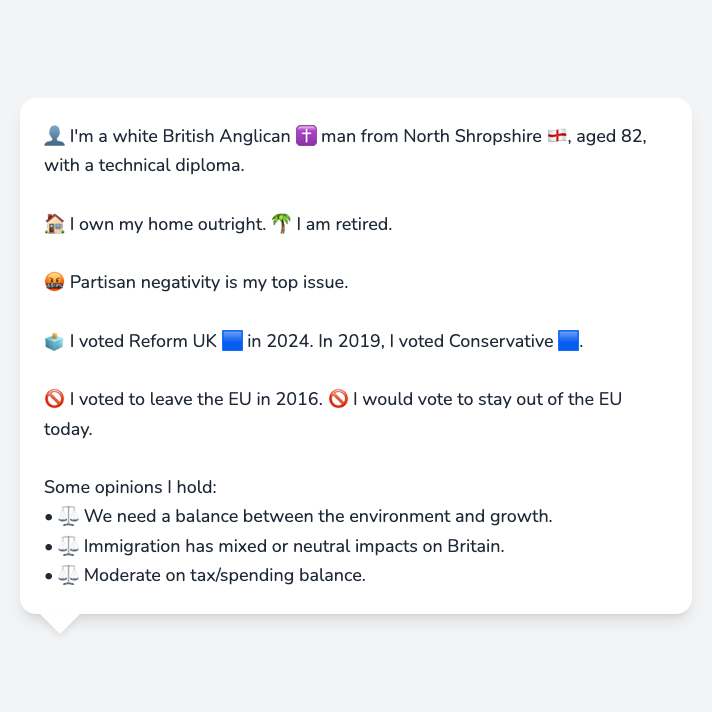 👤 I'm a white British Anglican ✝️ man from North Shropshire 🏴󠁧󠁢󠁥󠁮󠁧󠁿, aged 82,
with a technical diploma.
🏠 I own my home outright. 🌴 I am retired.
🤬 Partisan negativity is my top issue.
🗳️ I voted Reform UK 🟦 in 2024. In 2019, I voted Conservative 🟦.
🚫 I voted to leave the EU in 2016. 🚫 I would vote to stay out of the EU
today.
Some opinions I hold:
• ⚖️ We need a balance between the environment and growth.
• ⚖️ Immigration has mixed or neutral impacts on Britain.
• ⚖️ Moderate on tax/spending balance.